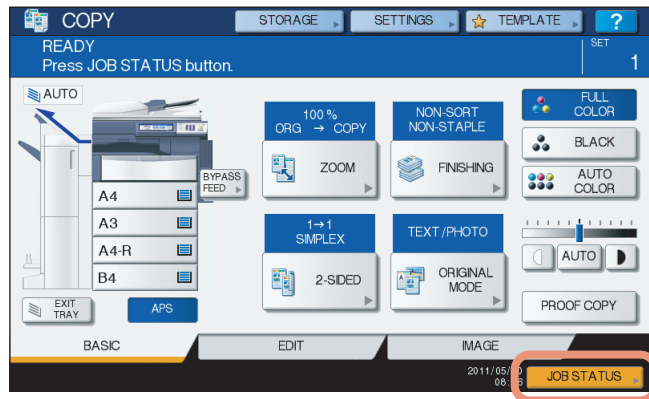 COPY
STORAGE
SETTINGS
TEMPLATE
?
READY
SET
Press JOB STATUS button.
1
AUTO
100 %
ORG → COPY
ZOOM
NON-SORT
NON-STAPLE
FINISHING
FULL
COLOR
BLACK
AUTO
COLOR
BYPASS
FEED
A4
A3
A4-R
B4
1→1
SIMPLEX
2-SIDED
TEXT/PHOTO
ORIGINAL
MODE
AUTO
EXIT
TRAY
APS
PROOF COPY
BASIC
EDIT
IMAGE
2011/05/
08:
JOB STATUS